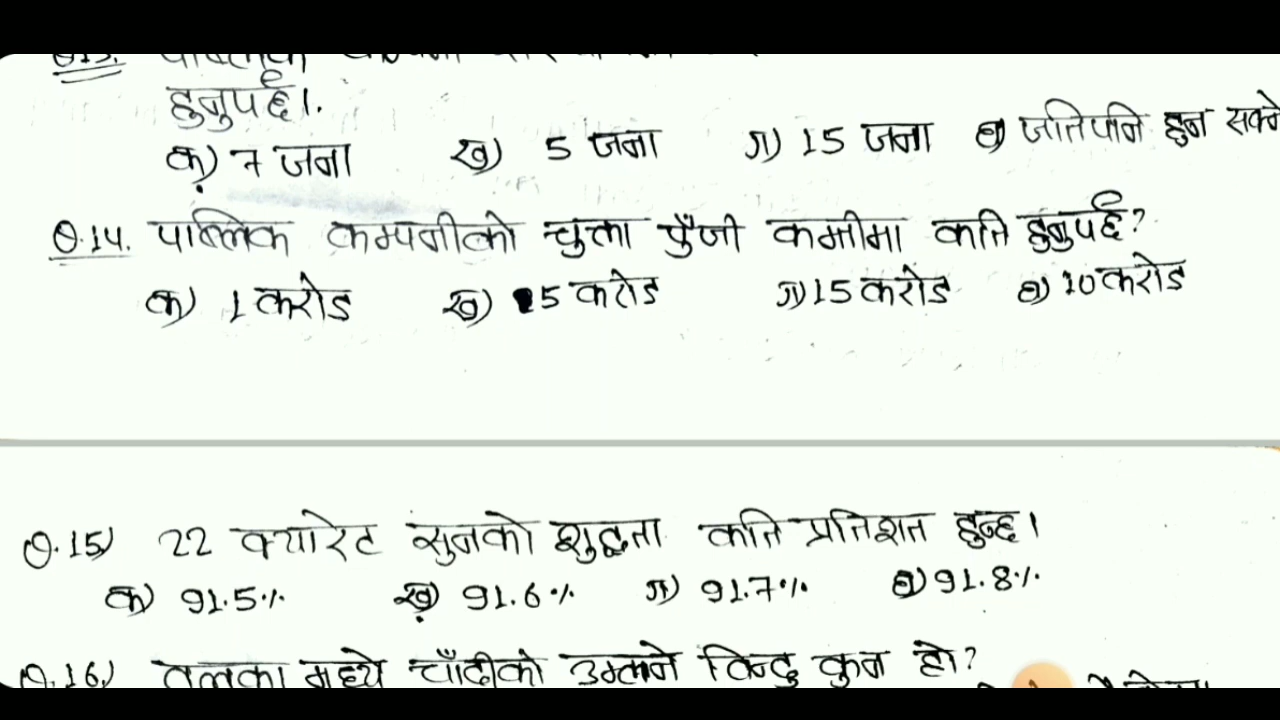 हुनुपर्छ।.
क) ७ जना ख) 5 जना ग) 15 जना घ) जतिपनि हुन सक्ने
Q.14. पाब्लिक कम्पनीको चुक्ता पुँजी कम्तीमा कति हुनुपर्छ?
क) 1 करोड ख) 5 करोड ग) 15 करोड घ) 10 करोड
Q.15) 22 क्यारेट सुनको शुद्धता कति प्रतिशत हुन्छ।
क) 91.5% ख) 91.6% ग) 91.7% घ) 91.8%
Q.16) तलका मध्ये चाँदीको उम्लने विन्दु कुन हो?